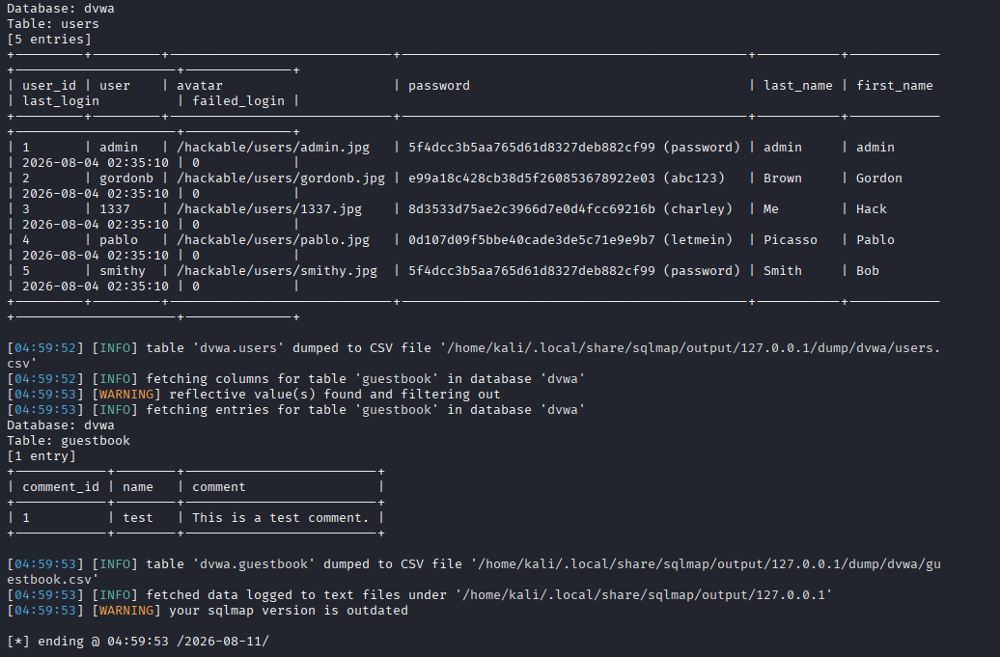 Database: dvwa
Table: users
[5 entries]
+---------+---------+-----------------------------+---------------------------------------------+-----------+------------
+---------------------+--------------+
| user_id | user    | avatar                      | password                                    | last_name | first_name
| last_login          | failed_login |
+---------+---------+-----------------------------+---------------------------------------------+-----------+------------
+---------------------+--------------+
| 1       | admin   | /hackable/users/admin.jpg   | 5f4dcc3b5aa765d61d8327deb882cf99 (password) | admin     | admin
| 2026-08-04 02:35:10 | 0            |
| 2       | gordonb | /hackable/users/gordonb.jpg | e99a18c428cb38d5f260853678922e03 (abc123)   | Brown     | Gordon
| 2026-08-04 02:35:10 | 0            |
| 3       | 1337    | /hackable/users/1337.jpg    | 8d3533d75ae2c3966d7e0d4fcc69216b (charley)  | Me        | Hack
| 2026-08-04 02:35:10 | 0            |
| 4       | pablo   | /hackable/users/pablo.jpg   | 0d107d09f5bbe40cade3de5c71e9e9b7 (letmein)  | Picasso   | Pablo
| 2026-08-04 02:35:10 | 0            |
| 5       | smithy  | /hackable/users/smithy.jpg  | 5f4dcc3b5aa765d61d8327deb882cf99 (password) | Smith     | Bob
| 2026-08-04 02:35:10 | 0            |
+---------+---------+-----------------------------+---------------------------------------------+-----------+------------
+---------------------+--------------+
[04:59:52] [INFO] table 'dvwa.users' dumped to CSV file '/home/kali/.local/share/sqlmap/output/127.0.0.1/dump/dvwa/users.
csv'
[04:59:52] [INFO] fetching columns for table 'guestbook' in database 'dvwa'
[04:59:53] [WARNING] reflective value(s) found and filtering out
[04:59:53] [INFO] fetching entries for table 'guestbook' in database 'dvwa'
Database: dvwa
Table: guestbook
[1 entry]
+------------+--------+-------------------------+
| comment_id | name   | comment                 |
+------------+--------+-------------------------+
| 1          | test   | This is a test comment. |
+------------+--------+-------------------------+
[04:59:53] [INFO] table 'dvwa.guestbook' dumped to CSV file '/home/kali/.local/share/sqlmap/output/127.0.0.1/dump/dvwa/gu
estbook.csv'
[04:59:53] [INFO] fetched data logged to text files under '/home/kali/.local/share/sqlmap/output/127.0.0.1'
[04:59:53] [WARNING] your sqlmap version is outdated
[*] ending @ 04:59:53 /2026-08-11/